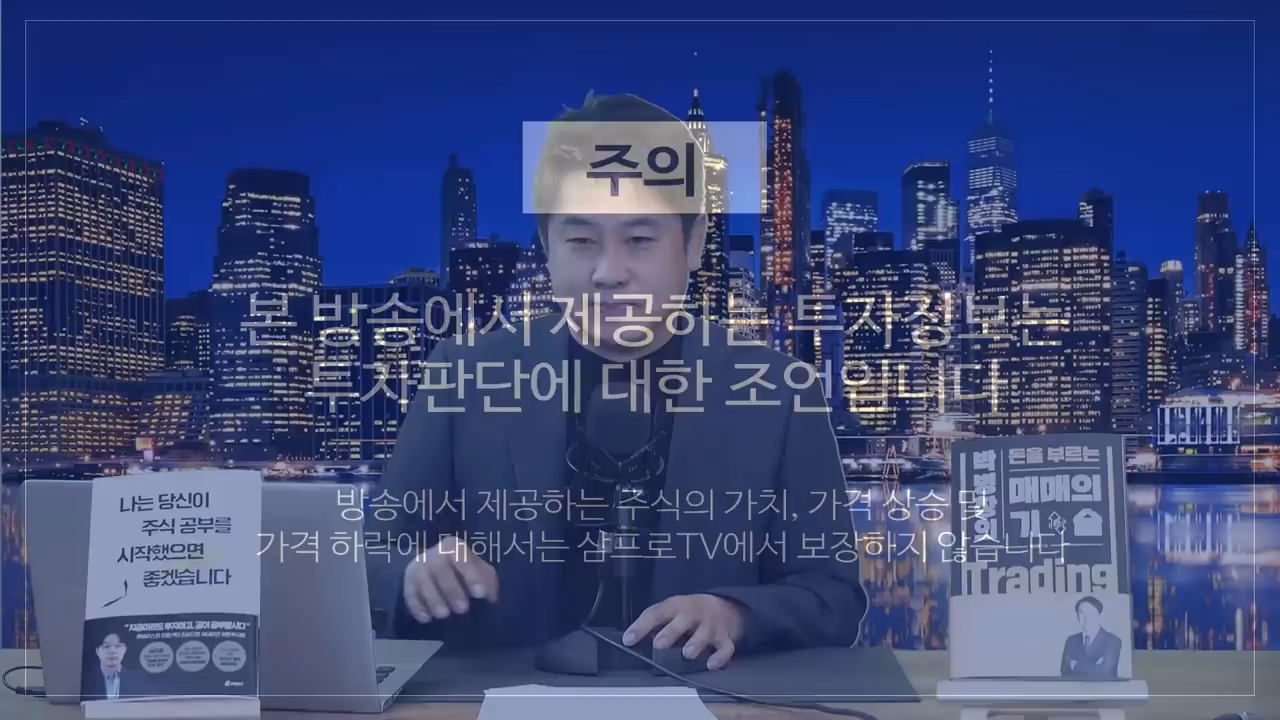 주의
본 방송에서 제공하는 투자정보는
투자판단에 대한 조언입니다
방송에서 제공하는 주식의 가치, 가격 상승 및
가격 하락에 대해서는 삼프로TV에서 보장하지 않습니다
나는 당신이
주식 공부를
시작했으면
좋겠습니다
돈을 부르는
매매의
기술
Trading